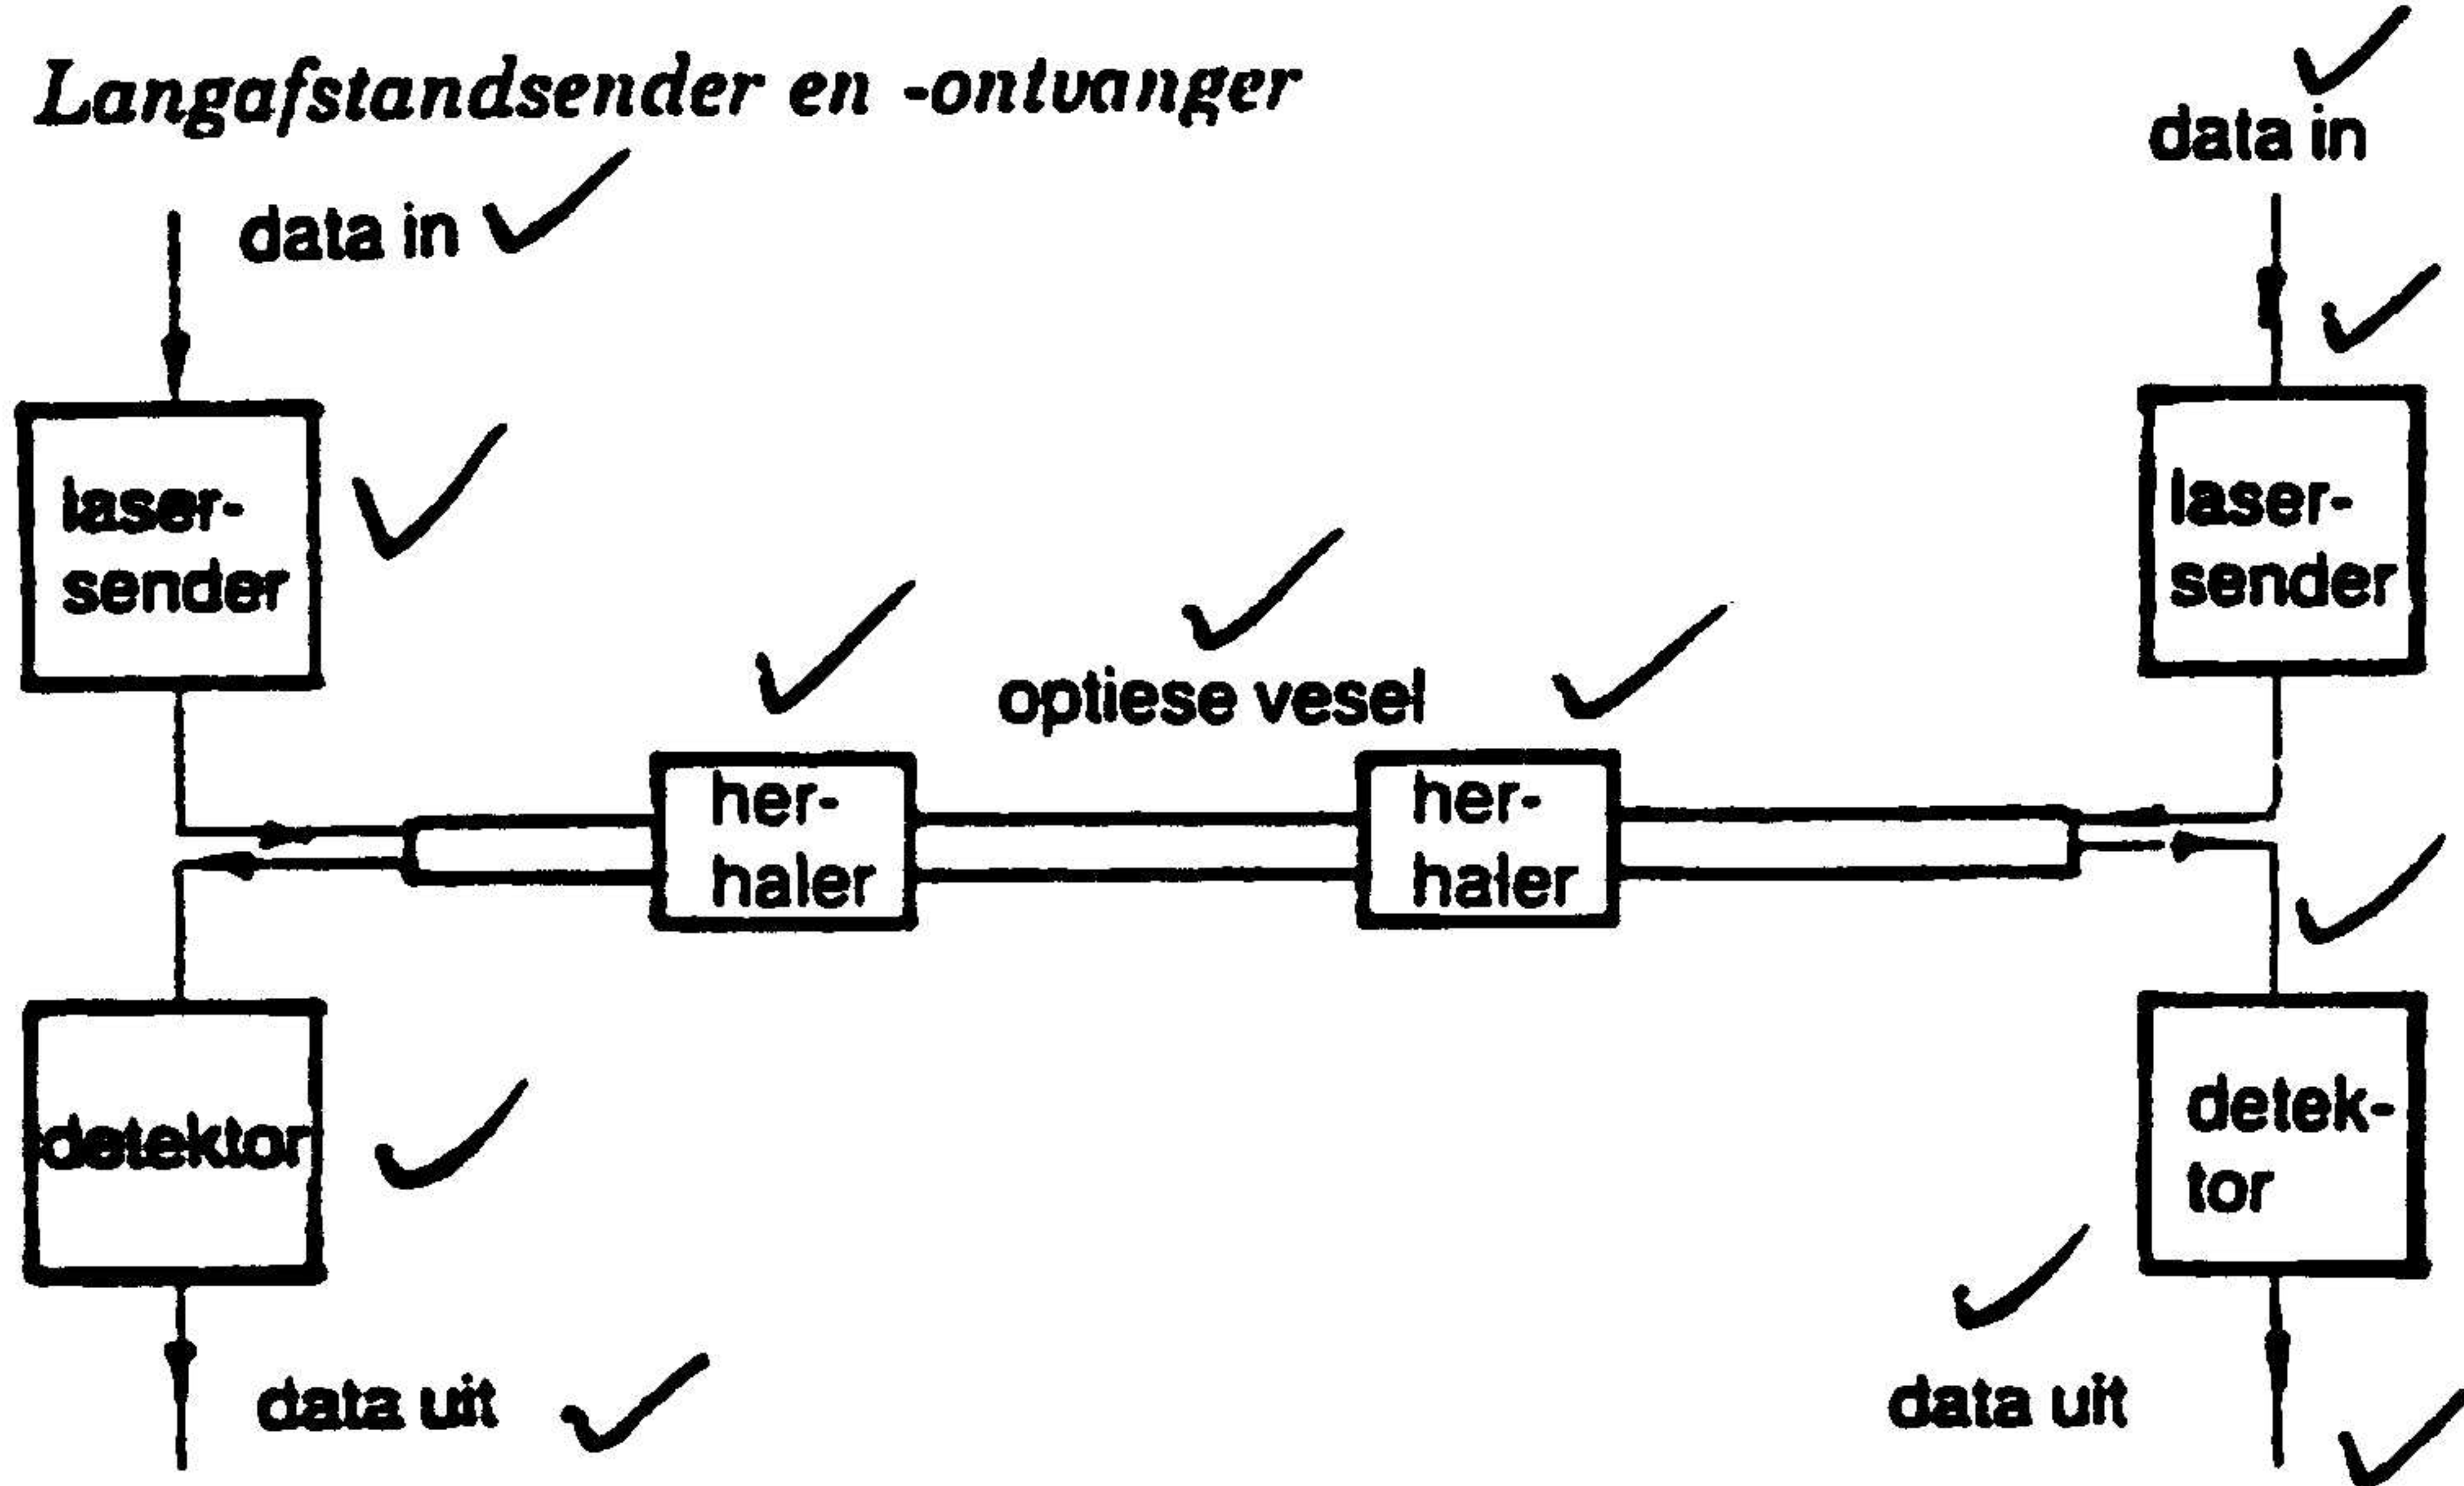 Langafstandsender en -ontvanger
data in
data in
laser-
sender
laser-
sender
optiese vesel
her-
haler
her-
haler
detektor
detek-
tor
data uit
data uit